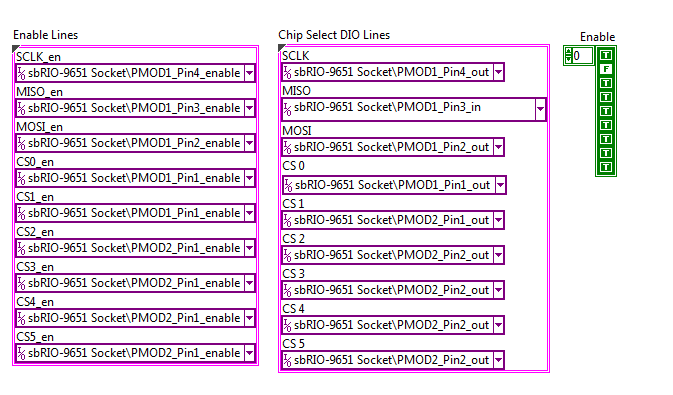 Enable Lines
SCLK_en
sbRIO-9651 Socket\PMOD1_Pin4_enable
MISO_en
sbRIO-9651 Socket\PMOD1_Pin3_enable
MOSI_en
sbRIO-9651 Socket\PMOD1_Pin2_enable
CS0_en
sbRIO-9651 Socket\PMOD1_Pin1_enable
CS1_en
sbRIO-9651 Socket\PMOD1_Pin1_enable
CS2_en
sbRIO-9651 Socket\PMOD2_Pin1_enable
CS3_en
sbRIO-9651 Socket\PMOD2_Pin1_enable
CS4_en
sbRIO-9651 Socket\PMOD2_Pin1_enable
CS5_en
sbRIO-9651 Socket\PMOD2_Pin1_enable
Chip Select DIO Lines
SCLK
sbRIO-9651 Socket\PMOD1_Pin4_out
MISO
sbRIO-9651 Socket\PMOD1_Pin3_in
MOSI
sbRIO-9651 Socket\PMOD1_Pin2_out
CS 0
sbRIO-9651 Socket\PMOD1_Pin1_out
CS 1
sbRIO-9651 Socket\PMOD2_Pin1_out
CS 2
sbRIO-9651 Socket\PMOD2_Pin2_out
CS 3
sbRIO-9651 Socket\PMOD2_Pin2_out
CS 4
sbRIO-9651 Socket\PMOD2_Pin2_out
CS 5
sbRIO-9651 Socket\PMOD2_Pin2_out
Enable
0
T
F
T
T
T
T
T
T
T